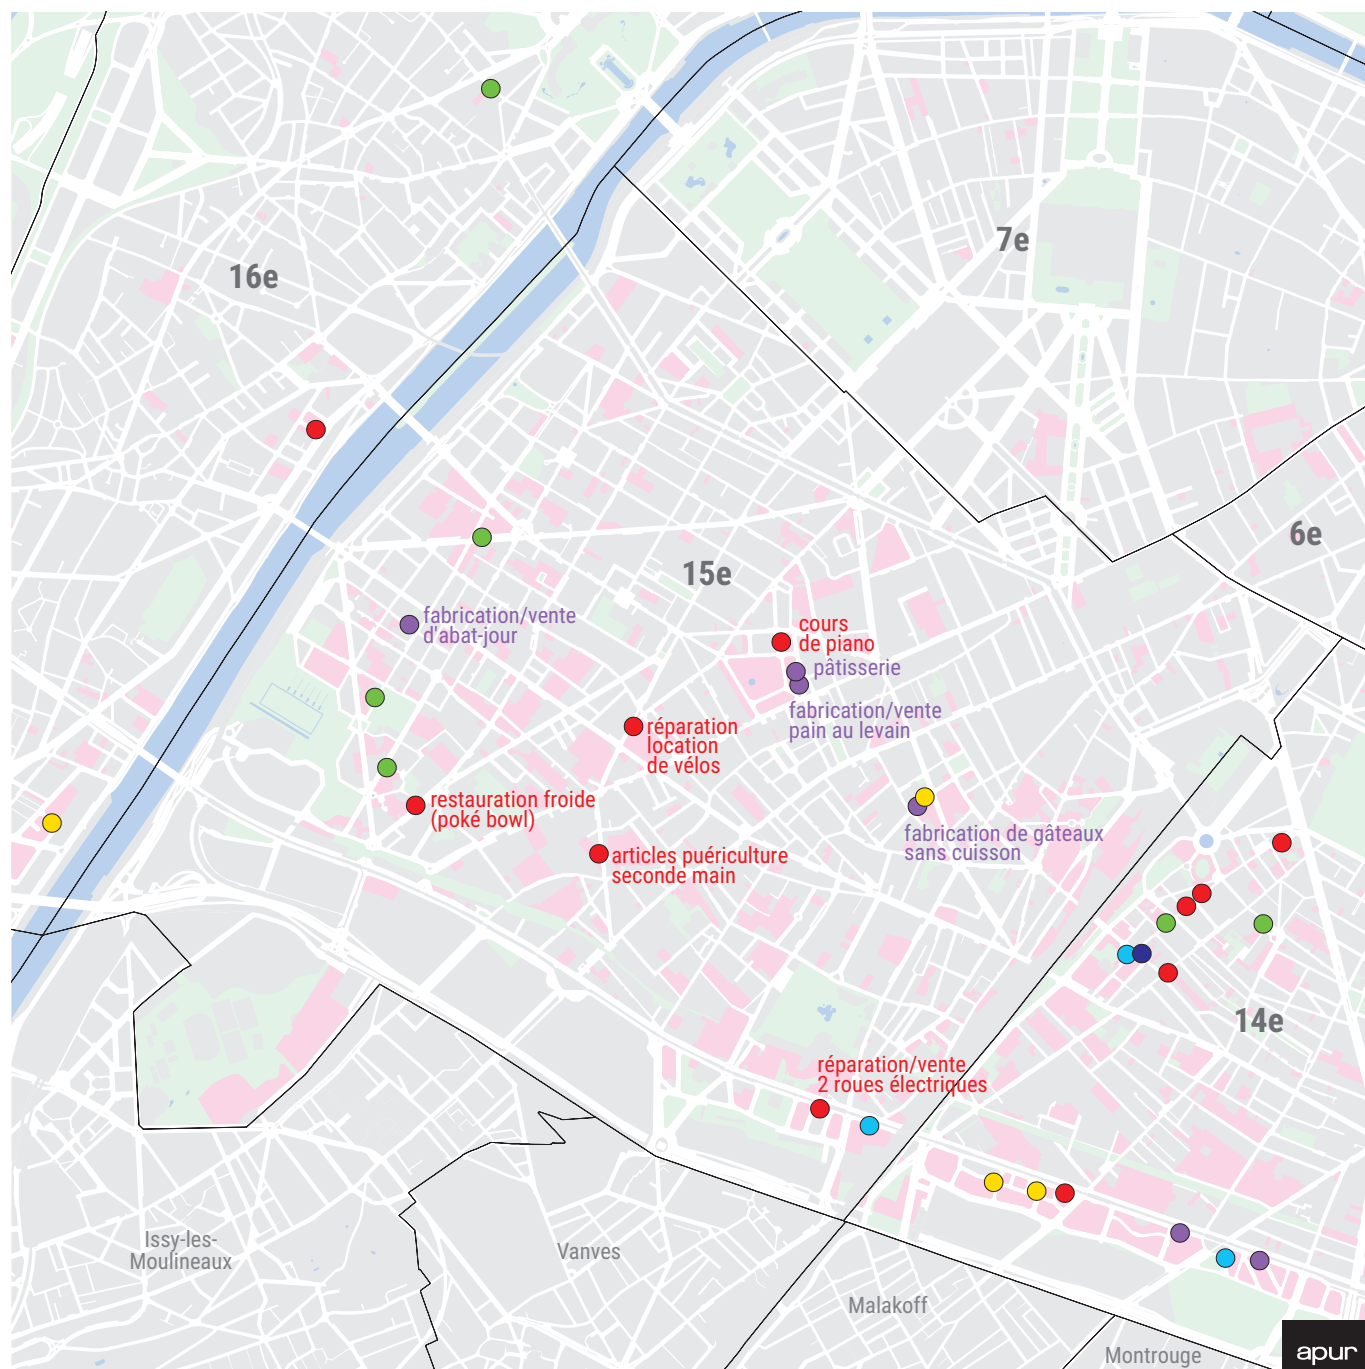 7e
16e
6e
15e
fabrication/vente
d'abat-jour
cours
de piano
pâtisserie
fabrication/vente
pain au levain
réparation
location
de vélos
restauration froide
(poké bowl)
fabrication de gâteaux
sans cuisson
articles puériculture
seconde main
14e
réparation/vente
2 roues électriques
Issy-les-
Moulineaux
Vanves
Malakoff
Montrouge
apur